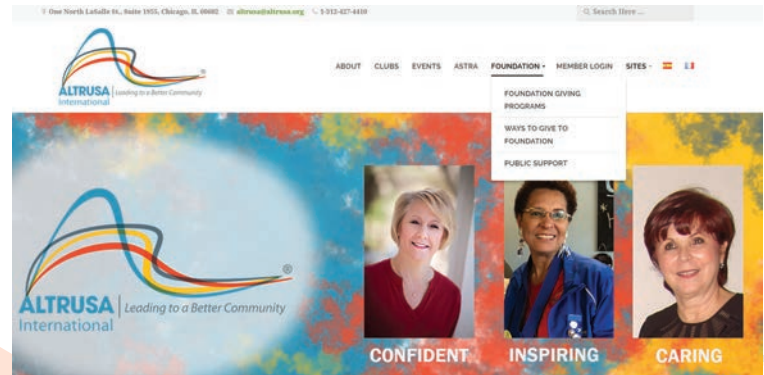 One North LaSalle St., Suite 1955, Chicago, IL 60602 altrusa@altrusa.org 1-312-427-4410 Search Here ...
ALTRUSA
International
Leading to a Better Community
®
ABOUT CLUBS EVENTS ASTRA FOUNDATION MEMBER LOGIN SITES
FOUNDATION GIVING
PROGRAMS
WAYS TO GIVE TO
FOUNDATION
PUBLIC SUPPORT
®
ALTRUSA
International
Leading to a Better Community
CONFIDENT INSPIRING CARING